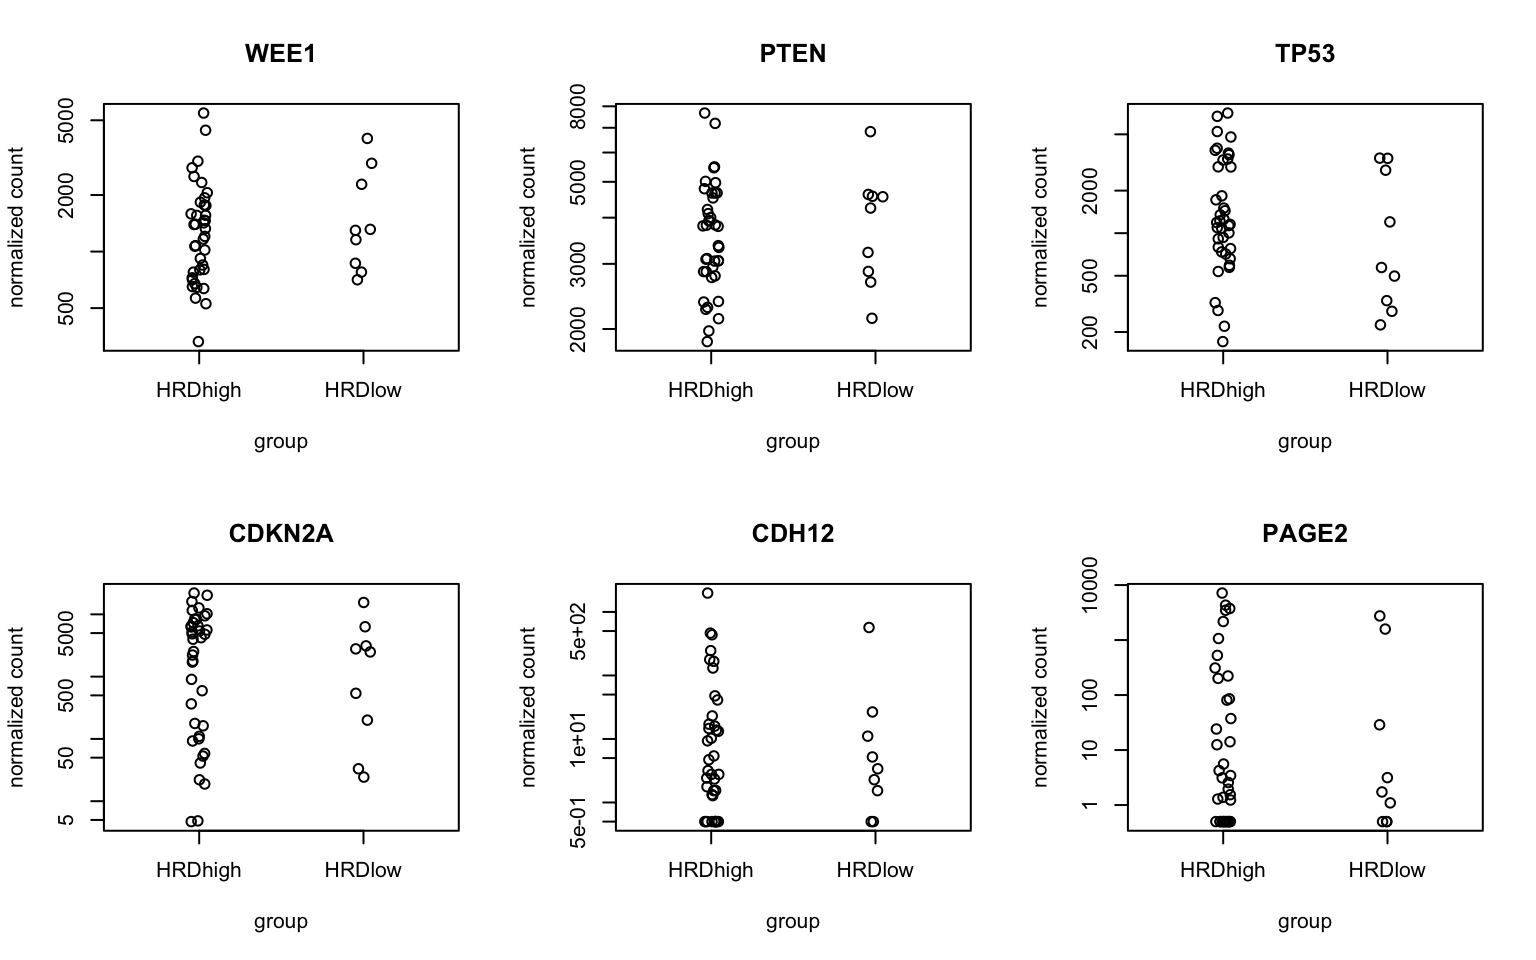 WEE1
normalized count
5000
2000
500
HRDhigh HRDlow
group
PTEN
normalized count
8000
5000
3000
2000
HRDhigh HRDlow
group
TP53
normalized count
2000
500
200
HRDhigh HRDlow
group
CDKN2A
normalized count
5000
500
50
5
HRDhigh HRDlow
group
CDH12
normalized count
5e+02
1e+01
5e-01
HRDhigh HRDlow
group
PAGE2
normalized count
10000
100
10
1
HRDhigh HRDlow
group